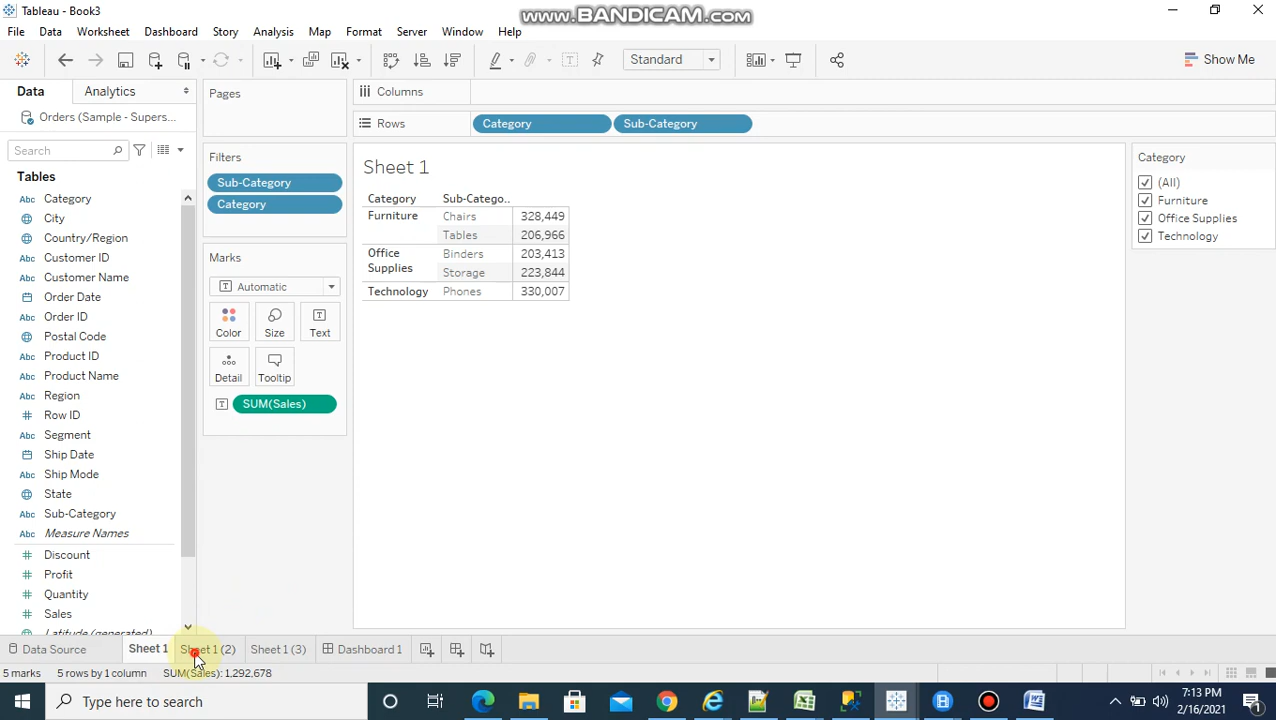 Tableau - Book3
www.BANDICAM.com
File Data Worksheet Dashboard Story Analysis Map Format Server Window Help
Standard
Show Me
Data Analytics
Pages
Columns
Orders (Sample - Supers...
Rows Category Sub-Category
Search
Filters
Sheet 1
Category
Tables
Sub-Category
(All)
Category
Category Sub-Catego..
Category
Furniture
City
Furniture Chairs 328,449
Office Supplies
Country/Region
Tables 206,966
Technology
Customer ID
Marks
Office Supplies Binders 203,413
Customer Name
Storage 223,844
Order Date
Automatic
Technology Phones 330,007
Order ID
Postal Code
Color Size Text
Product ID
Product Name
Detail Tooltip
Region
SUM(Sales)
Row ID
Segment
Ship Date
Ship Mode
State
Sub-Category
Measure Names
Discount
Profit
Quantity
Sales
Latitude (generated)
Data Source Sheet 1 Sheet 1 (2) Sheet 1 (3) Dashboard 1
5 marks 5 rows by 1 column SUM(Sales): 1,292,678
Type here to search
7:13 PM
2/16/2021